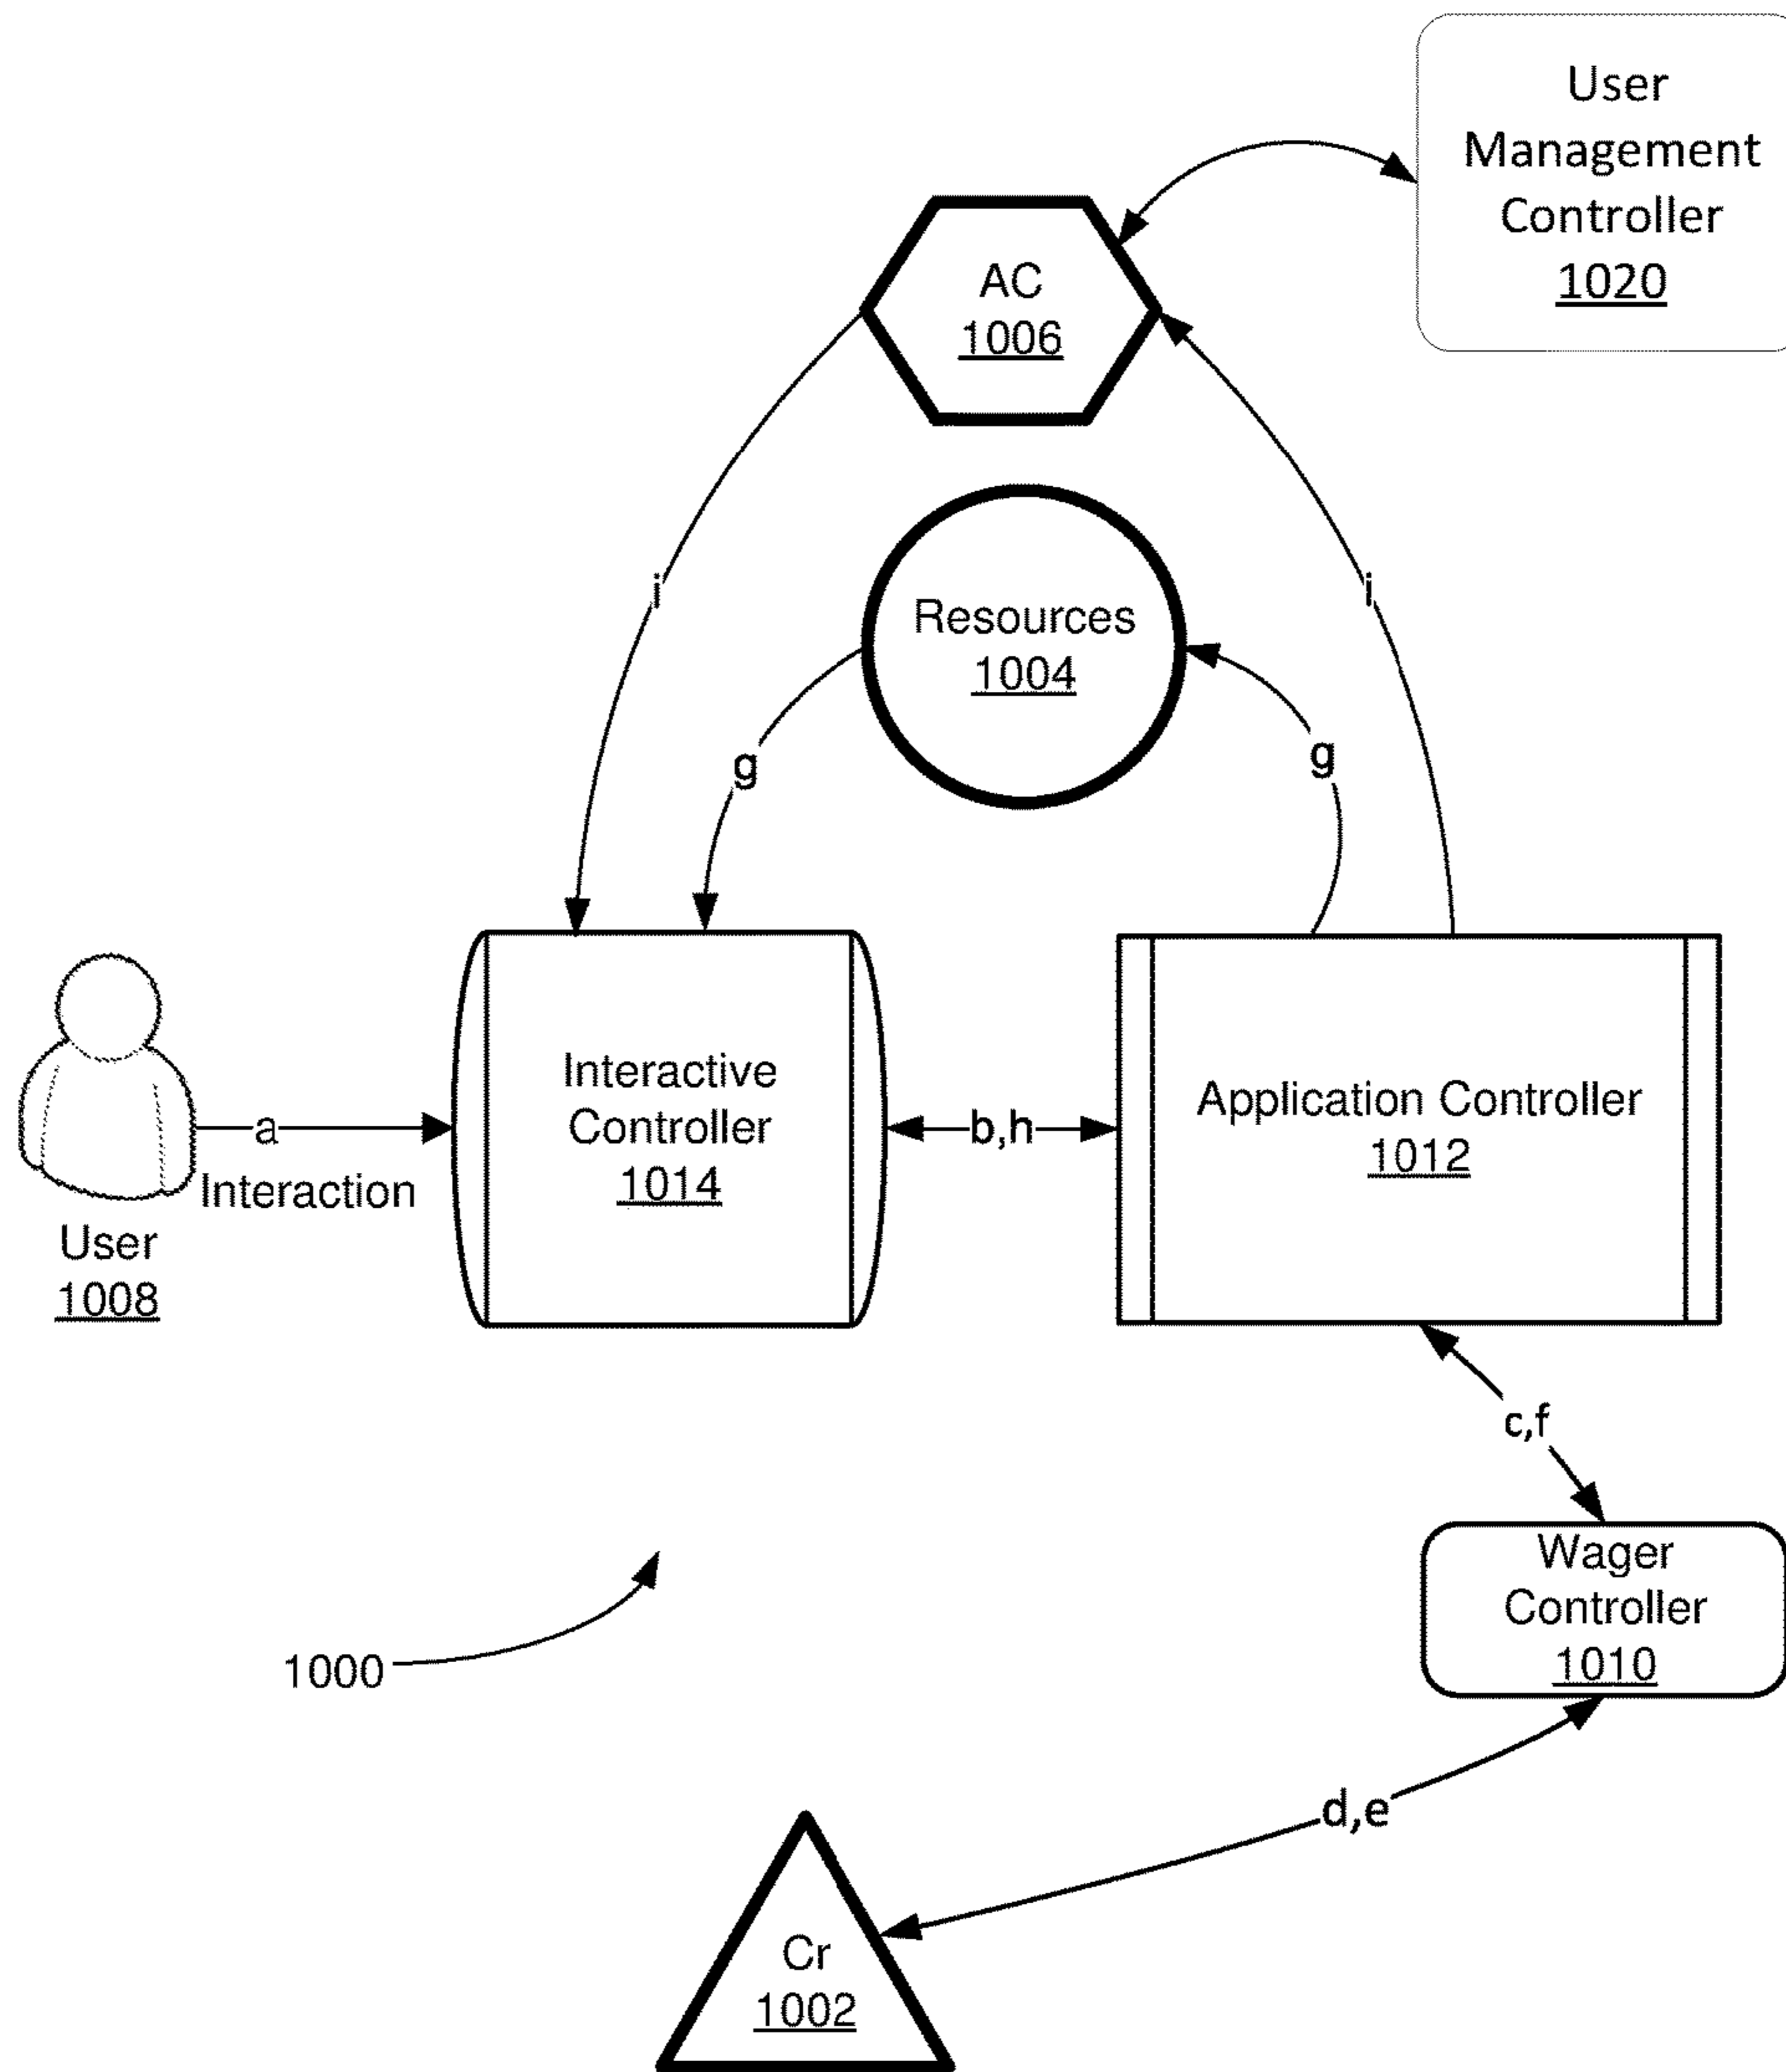 User
Management
Controller
1020
AC
1006
i
i
Resources
1004
g
g
Interactive
Controller
1014
Application Controller
1012
a
b,h
Interaction
User
1008
c,f
Wager
Controller
1010
1000
d,e
Cr
1002